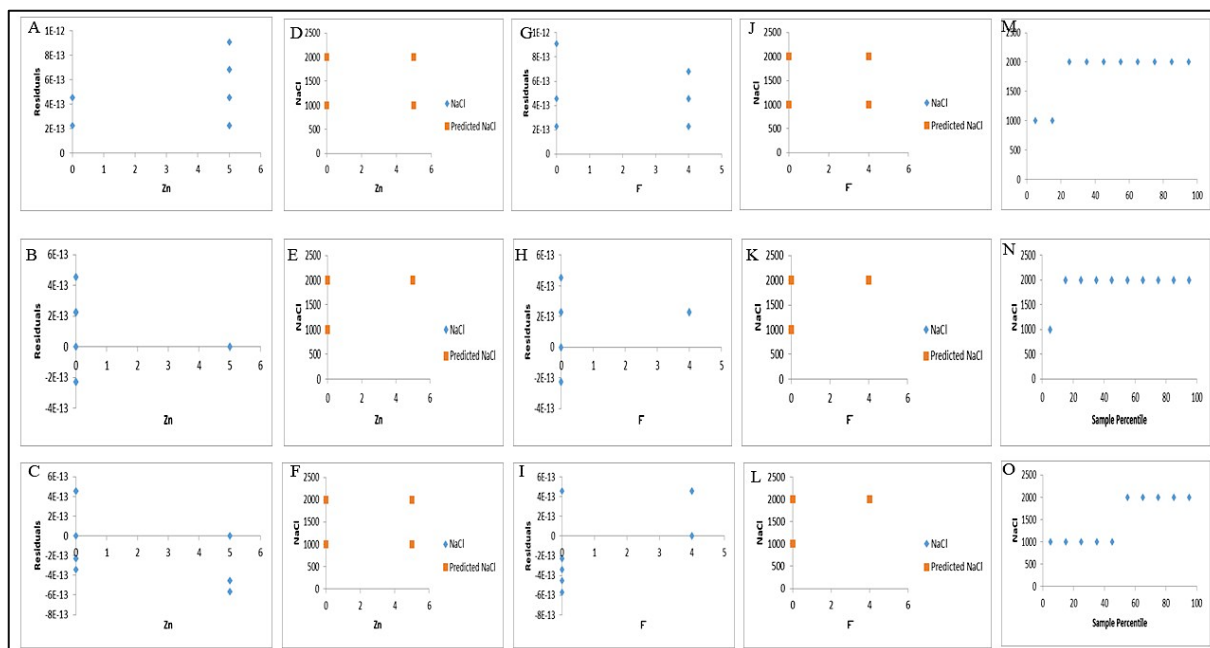 A
1E-12
8E-13
6E-13
4E-13
2E-13
0
Residuals
0 1 2 3 4 5 6
Zn
D
2500
2000
1500
1000
500
0
NaCl
0 2 4 6
Zn
NaCl
Predicted NaCl
G
1E-12
8E-13
6E-13
4E-13
2E-13
0
Residuals
0 1 2 3 4 5
F
J
2500
2000
1500
1000
500
0
NaCl
0 2 4 6
F
NaCl
Predicted NaCl
M
2500
2000
1500
1000
500
0
0 20 40 60 80 100
B
6E-13
4E-13
2E-13
0
-2E-13
-4E-13
Residuals
0 1 2 3 4 5 6
Zn
E
2500
2000
1500
1000
500
0
NaCl
0 2 4 6
Zn
NaCl
Predicted NaCl
H
6E-13
4E-13
2E-13
0
-2E-13
-4E-13
Residuals
0 1 2 3 4 5
F
K
2500
2000
1500
1000
500
0
NaCl
0 2 4 6
F
NaCl
Predicted NaCl
N
2500
2000
1500
1000
500
0
NaCl
0 20 40 60 80 100
Sample Percentile
C
6E-13
4E-13
2E-13
0
-2E-13
-4E-13
-6E-13
-8E-13
Residuals
0 1 2 3 4 5 6
Zn
F
2500
2000
1500
1000
500
0
NaCl
0 2 4 6
Zn
NaCl
Predicted NaCl
I
6E-13
4E-13
2E-13
0
-2E-13
-4E-13
-6E-13
-8E-13
Residuals
0 1 2 3 4 5
F
L
2500
2000
1500
1000
500
0
NaCl
0 2 4 6
F
NaCl
Predicted NaCl
O
2500
2000
1500
1000
500
0
NaCl
0 20 40 60 80 100
Sample Percentile